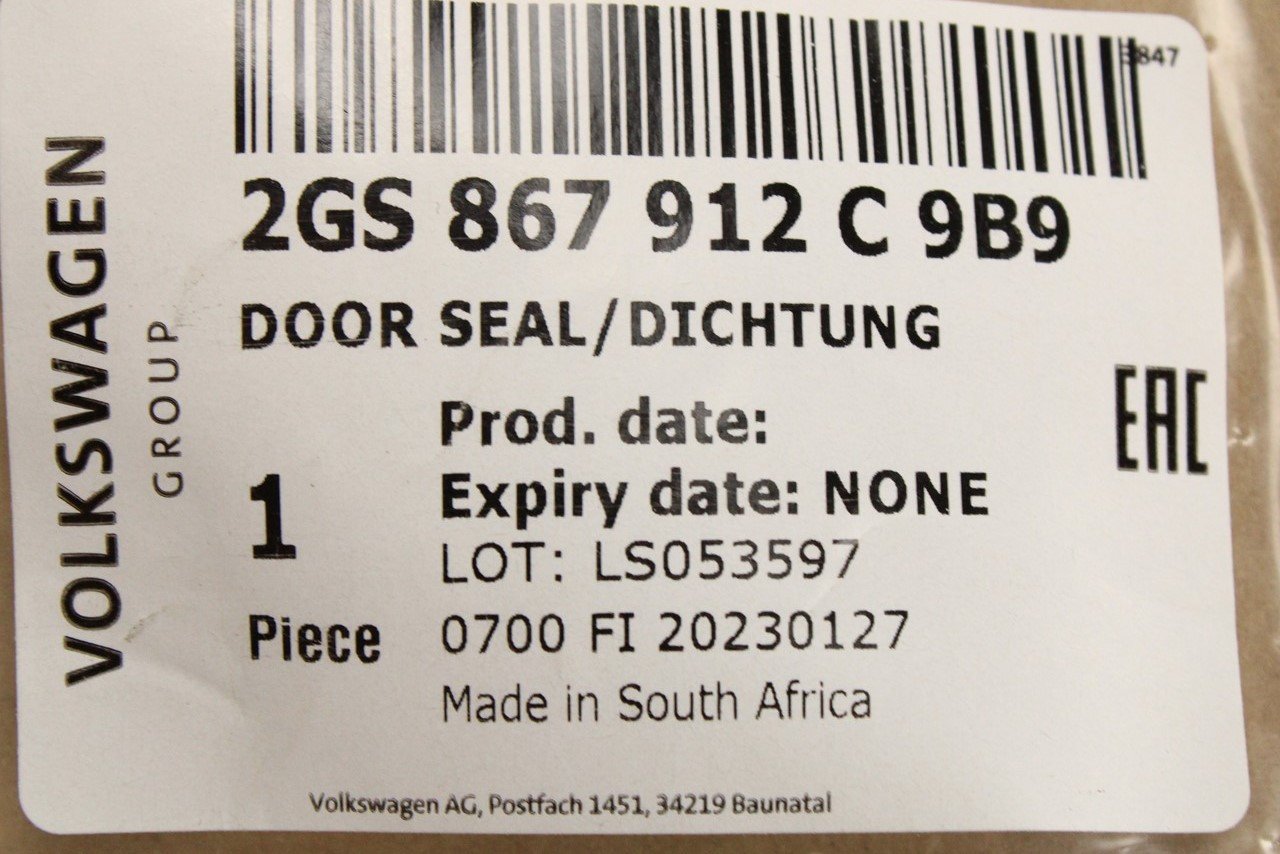 3847
2GS 867 912 C 9B9
DOOR SEAL/DICHTUNG
VOLKSWAGEN
GROUP
EAC
Prod. date:
Expiry date: NONE
LOT: LS053597
1
Piece
0700 FI 20230127
Made in South Africa
Volkswagen AG, Postfach 1451, 34219 Baunatal